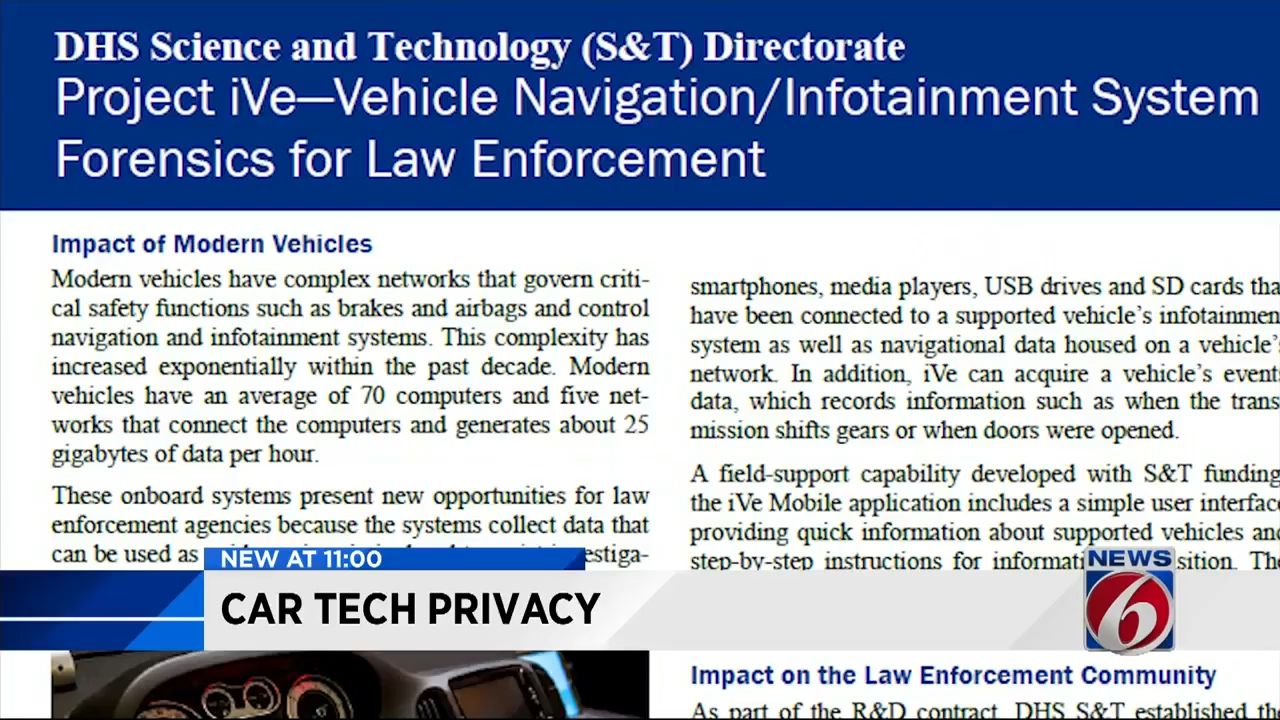 DHS Science and Technology (S&T) Directorate
Project iVe—Vehicle Navigation/Infotainment System
Forensics for Law Enforcement
Impact of Modern Vehicles
Modern vehicles have complex networks that govern criti-
cal safety functions such as brakes and airbags and control
navigation and infotainment systems. This complexity has
increased exponentially within the past decade. Modern
vehicles have an average of 70 computers and five net-
works that connect the computers and generates about 25
gigabytes of data per hour.
These onboard systems present new opportunities for law
enforcement agencies because the systems collect data that
can be used as
smartphones, media players, USB drives and SD cards
have been connected to a supported vehicle's
system as well as navigational data housed on a
network. In addition, iVe can acquire a vehicle's
data, which records information such as when the trans
mission shifts gears or when doors were opened.
A field-support capability developed with S&T funding
the iVe Mobile application includes a simple user
providing quick information about supported vehicles
step-by-step instructions for
Impact on the Law Enforcement Community
As part of the R&D contract, DHS S&T established
NEW AT 11:00
CAR TECH PRIVACY
NEWS
6